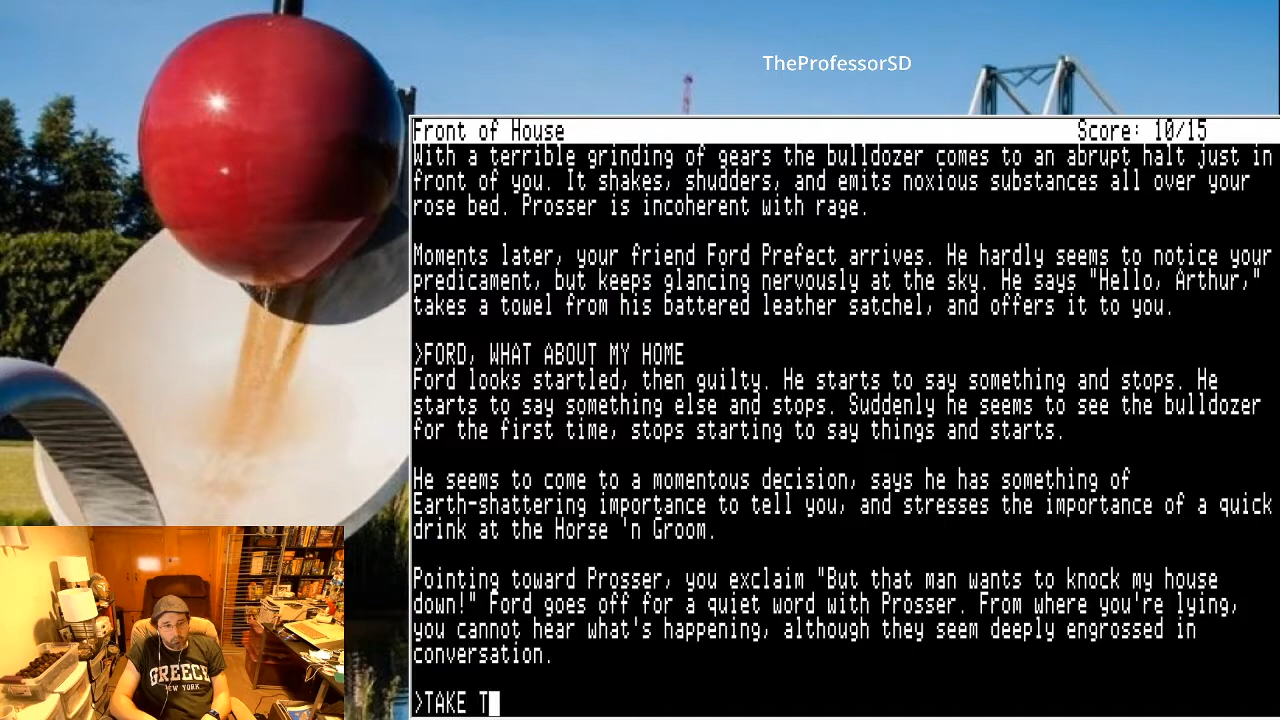 TheProfessorSD
Front of House Score: 10/15
With a terrible grinding of gears the bulldozer comes to an abrupt halt just in
front of you. It shakes, shudders, and emits noxious substances all over your
rose bed. Prosser is incoherent with rage.
Moments later, your friend Ford Prefect arrives. He hardly seems to notice your
predicament, but keeps glancing nervously at the sky. He says "Hello, Arthur,"
takes a towel from his battered leather satchel, and offers it to you.
>FORD, WHAT ABOUT MY HOME
Ford looks startled, then guilty. He starts to say something and stops. He
starts to say something else and stops. Suddenly he seems to see the bulldozer
for the first time, stops starting to say things and starts.
He seems to come to a momentous decision, says he has something of
Earth-shattering importance to tell you, and stresses the importance of a quick
drink at the Horse 'n Groom.
Pointing toward Prosser, you exclaim "But that man wants to knock my house
down!" Ford goes off for a quiet word with Prosser. From where you're lying,
you cannot hear what's happening, although they seem deeply engrossed in
conversation.
>TAKE T
GREECE
NEW YORK